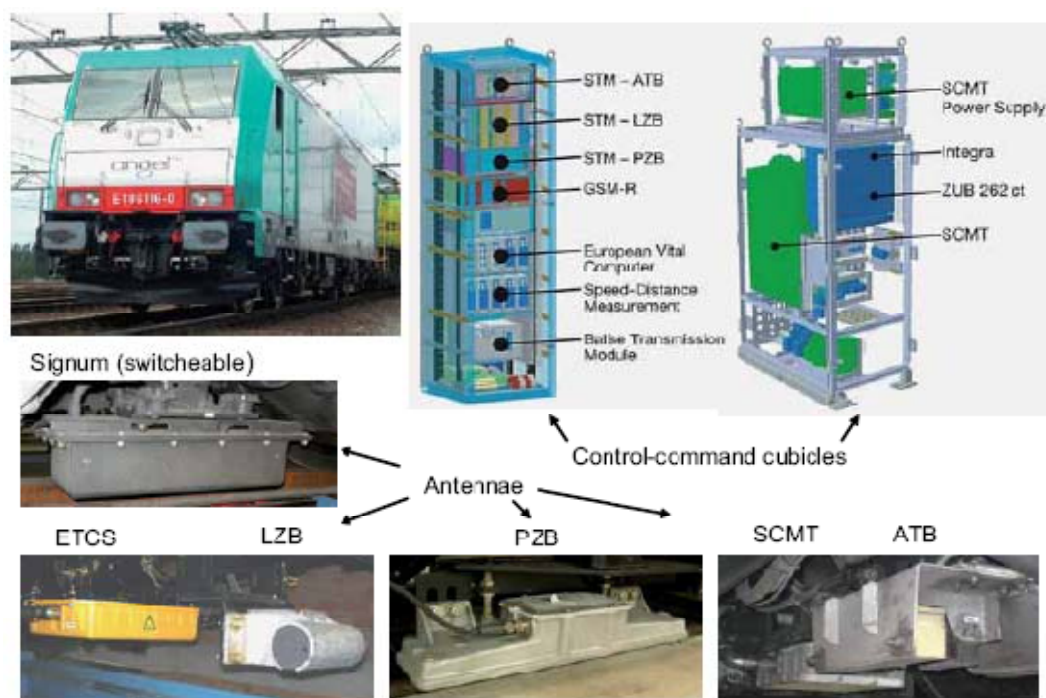 angel
STM – ATB
STM – LZB
STM – PZB
GSM-R
European Vital
Computer
Speed-Distance
Measurement
Balise Transmission
Module
SCMT
Power Supply
Integra
ZUB 262 ct
SCMT
Signum (switcheable)
Control-command cubicles
Antennae
ETCS
LZB
PZB
SCMT
ATB